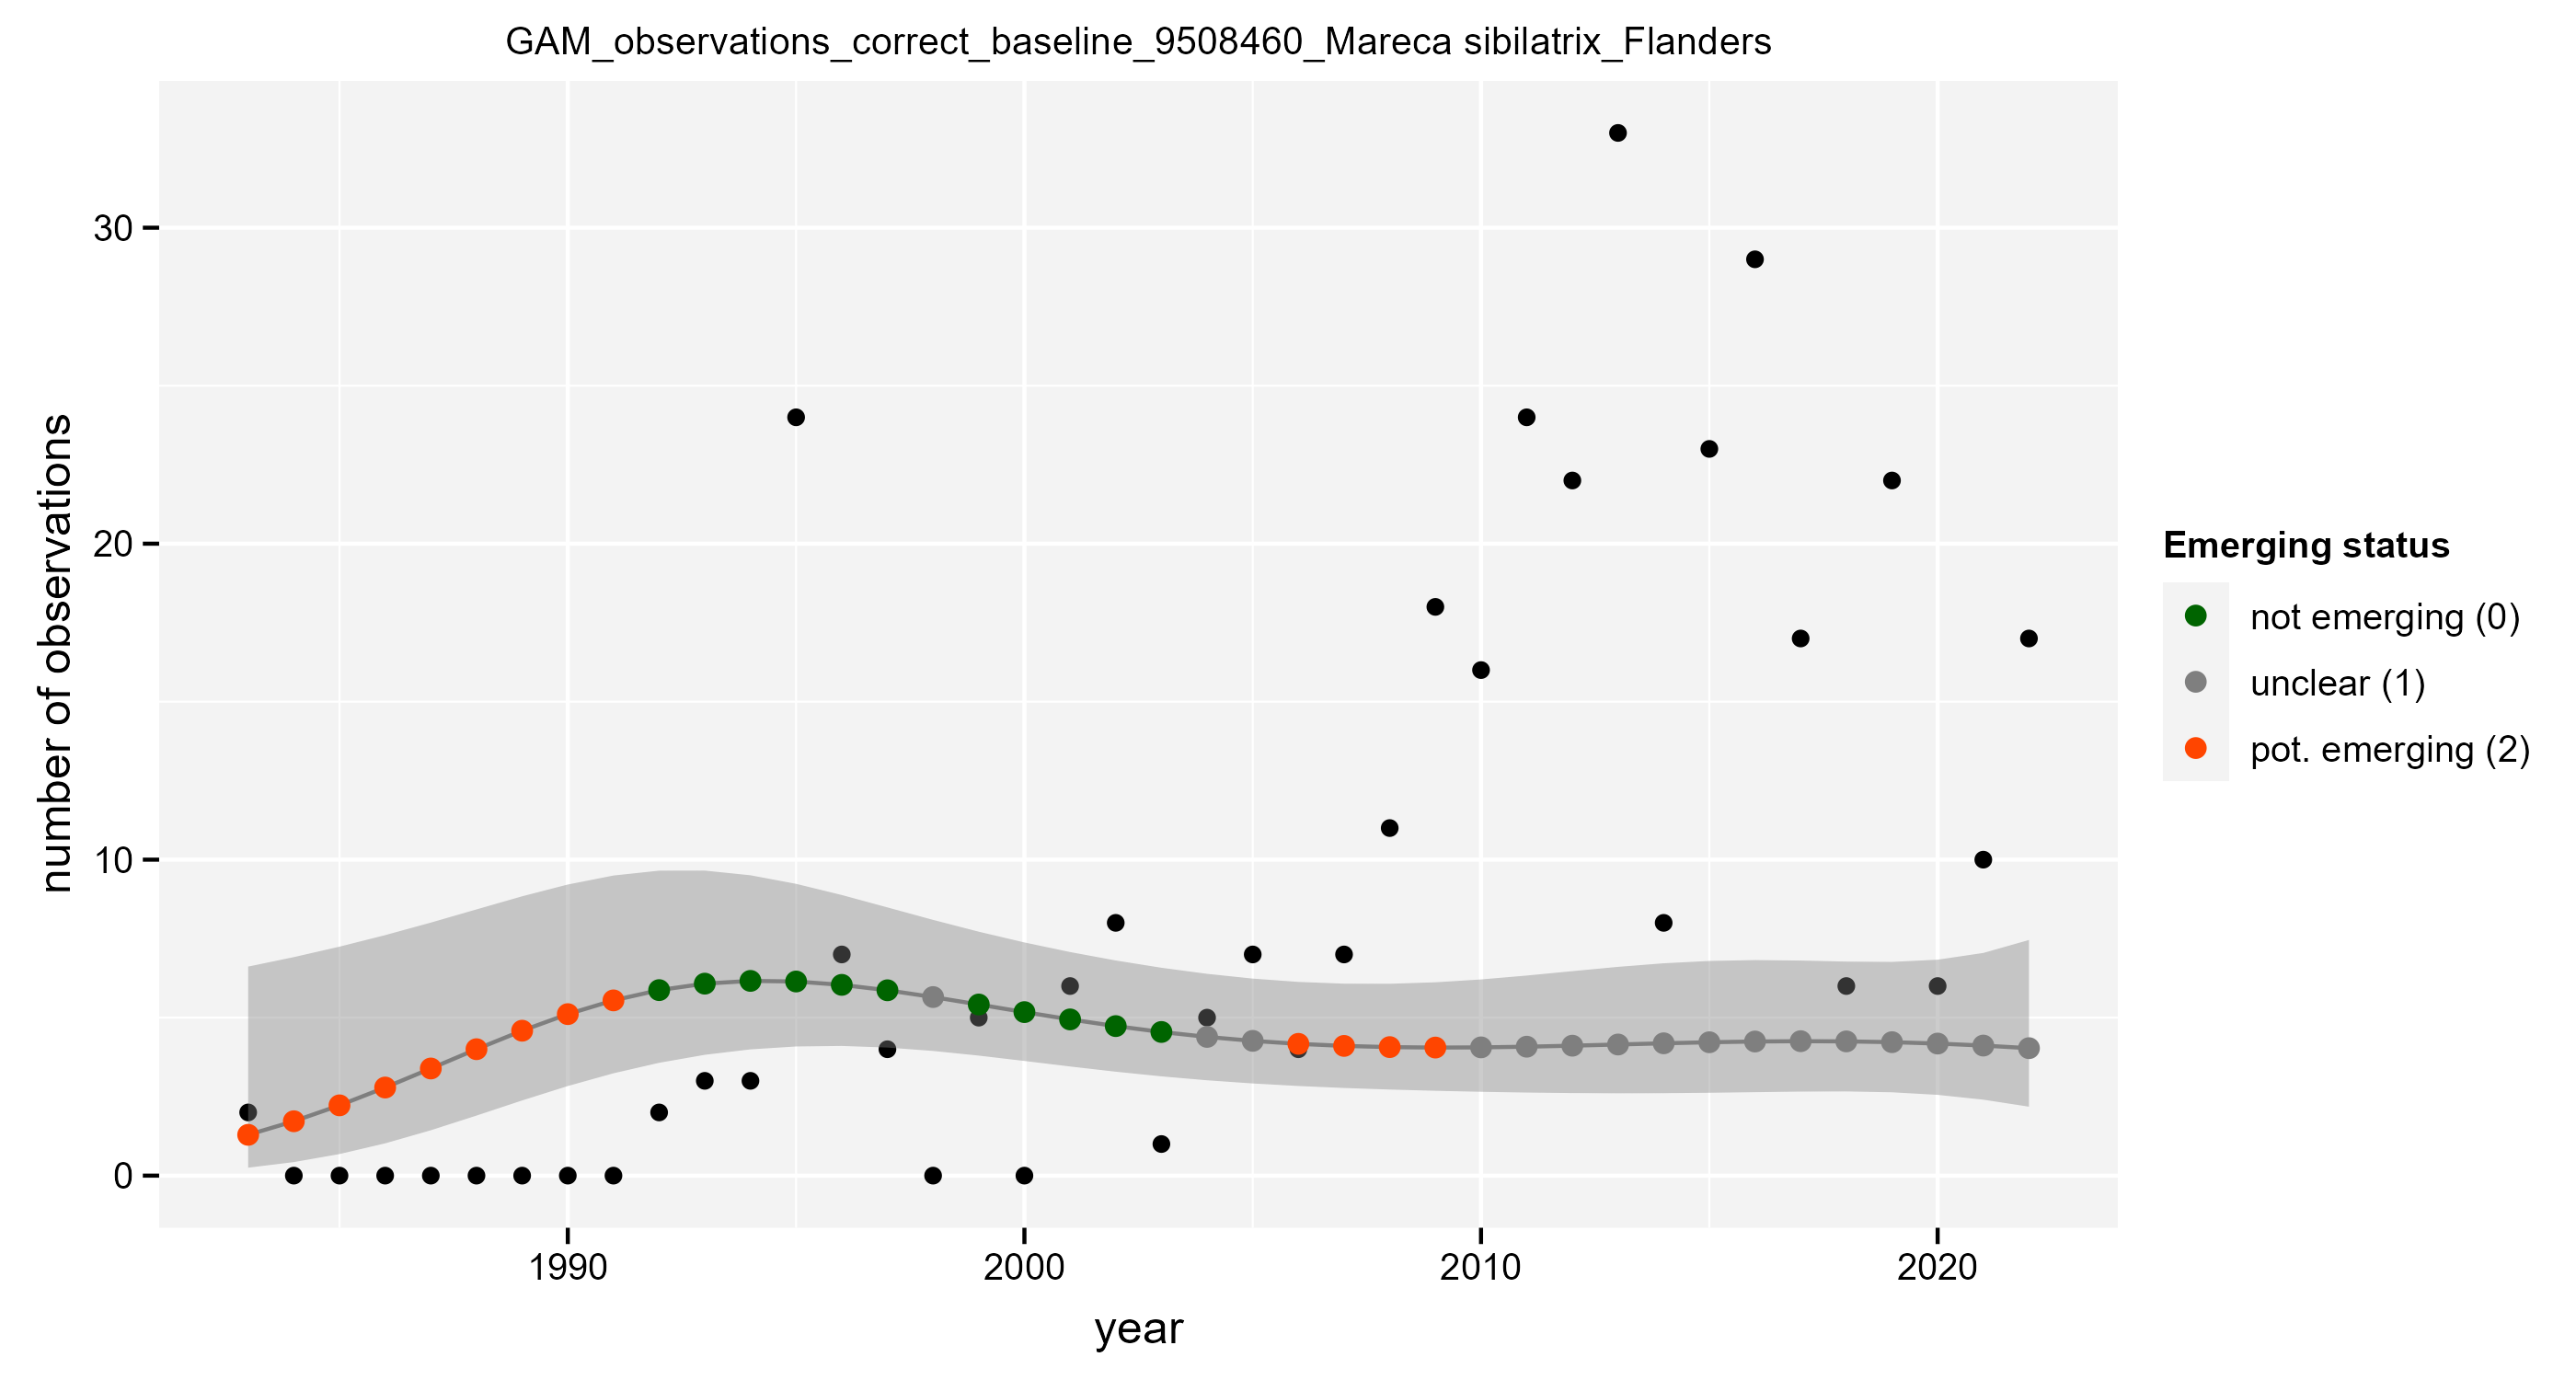 GAM_observations_correct_baseline_9508460_Mareca sibilatrix_Flanders
number of observations
30
20
10
0
1990
2000
2010
2020
year
Emerging status
not emerging (0)
unclear (1)
pot. emerging (2)